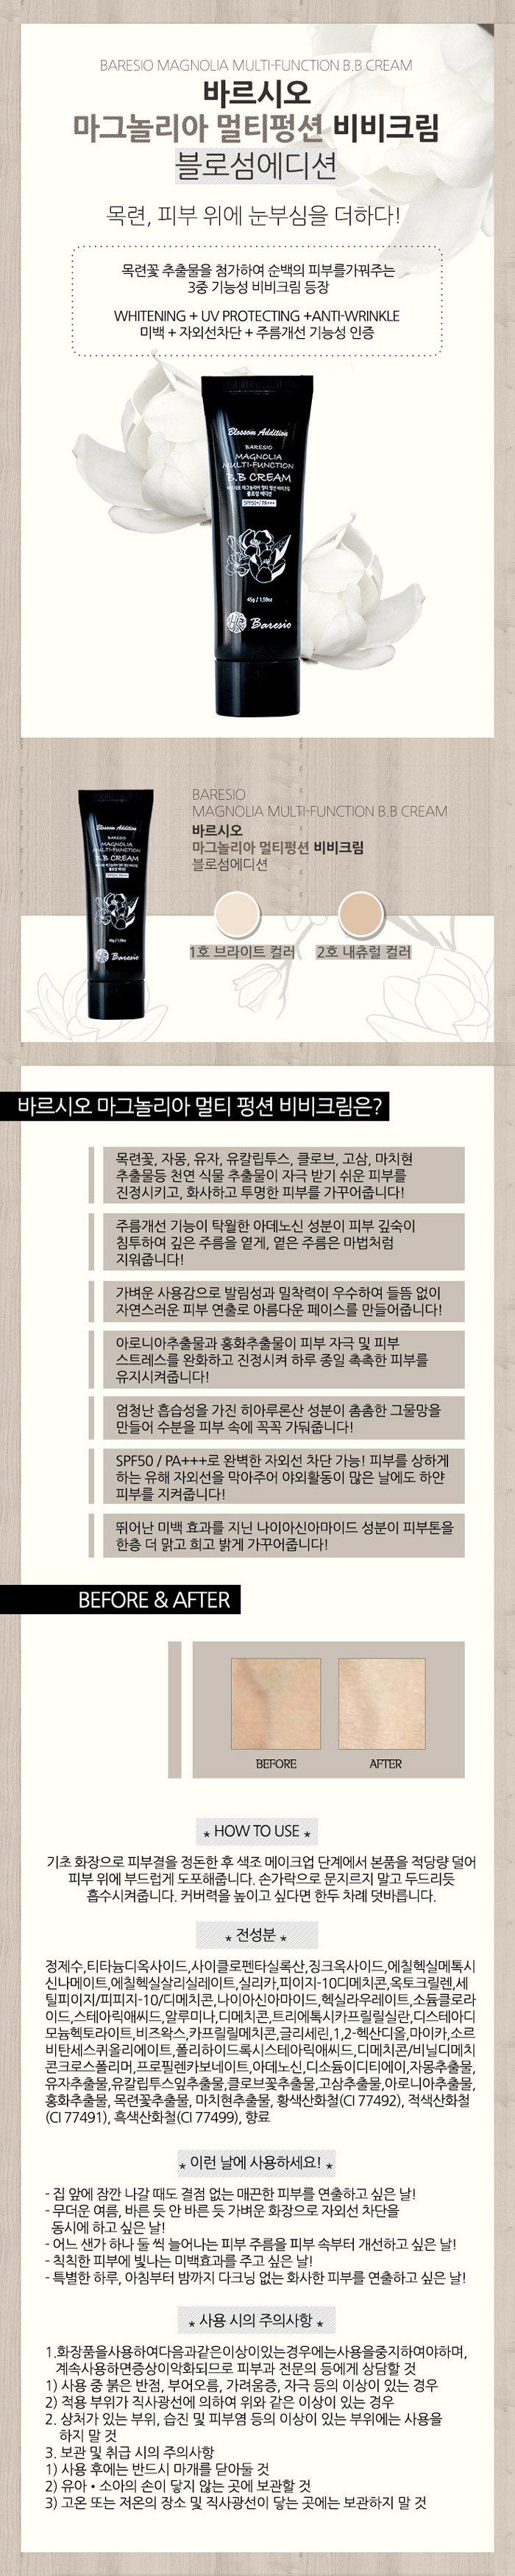 BARESIO MAGNOLIA MULTI-FUNCTION B.B CREAM
바르시오
마그놀리아 멀티펑션 비비크림
블로섬에디션
목련, 피부 위에 눈부심을 더하다!
목련꽃 추출물을 첨가하여 순백의 피부를가꿔주는
3중 기능성 비비크림 등장
WHITENING + UV PROTECTING +ANTI-WRINKLE
미백 + 자외선차단 + 주름개선 기능성 인증
Blossom Addition
BARESIO
MAGNOLIA
MULTI-FUNCTION
B.B CREAM
바르시오 마그놀리아 멀티 펑션 비비크림
블로섬 에디션
SPF50+/PA+++
45g / 1.59oz
Baresio
BARESIO
MAGNOLIA MULTI-FUNCTION B.B CREAM
바르시오
마그놀리아 멀티펑션 비비크림
블로섬에디션
Blossom Addition
BARESIO
MAGNOLIA
MULTI-FUNCTION
B.B CREAM
45g / 1.59oz
Baresio
1호 브라이트 컬러 2호 내츄럴 컬러
바르시오 마그놀리아 멀티 펑션 비비크림은?
목련꽃, 자몽, 유자, 유칼립투스, 클로브, 고삼, 마치현
추출물등 천연 식물 추출물이 자극 받기 쉬운 피부를
진정시키고, 화사하고 투명한 피부를 가꾸어줍니다!
주름개선 기능이 탁월한 아데노신 성분이 피부 깊숙이
침투하여 깊은 주름을 옅게, 옅은 주름은 마법처럼
지워줍니다!
가벼운 사용감으로 발림성과 밀착력이 우수하여 들뜸 없이
자연스러운 피부 연출로 아름다운 페이스를 만들어줍니다!
아로니아추출물과 홍화추출물이 피부 자극 및 피부
스트레스를 완화하고 진정시켜 하루 종일 촉촉한 피부를
유지시켜줍니다!
엄청난 흡습성을 가진 히아루론산 성분이 촘촘한 그물망을
만들어 수분을 피부 속에 꼭꼭 가둬줍니다!
SPF50 / PA+++로 완벽한 자외선 차단 가능! 피부를 상하게
하는 유해 자외선을 막아주어 야외활동이 많은 날에도 하얀
피부를 지켜줍니다!
뛰어난 미백 효과를 지닌 나이아신아마이드 성분이 피부톤을
한층 더 맑고 희고 밝게 가꾸어줍니다!
BEFORE & AFTER
BEFORE AFTER
* HOW TO USE *
기초 화장으로 피부결을 정돈한 후 색조 메이크업 단계에서 본품을 적당량 덜어
피부 위에 부드럽게 도포해줍니다. 손가락으로 문지르지 말고 두드리듯
흡수시켜줍니다. 커버력을 높이고 싶다면 한두 차례 덧바릅니다.
* 전성분 *
정제수,티타늄디옥사이드,사이클로펜타실록산,징크옥사이드,에칠헥실메톡시
신나메이트,에칠헥실살리실레이트,실리카,피이지-10디메치콘,옥토크릴렌,세
틸피이지/피피지-10/디메치콘,나이아신아마이드,헥실라우레이트,소듐클로라
이드,스테아릭애씨드,알루미나,디메치콘,트리에톡시카프릴릴실란,디스테아디
모늄헥토라이트,비즈왁스,카프릴릴메치콘,글리세린,1,2-헥산디올,마이카,소르
비탄세스퀴올리에이트,폴리하이드록시스테아릭애씨드,디메치콘/비닐디메치
콘크로스폴리머,프로필렌카보네이트,아데노신,디소듐이디티에이,자몽추출물,
유자추출물,유칼립투스잎추출물,클로브꽃추출물,고삼추출물,아로니아추출물,
홍화추출물, 목련꽃추출물, 마치현추출물, 황색산화철(CI 77492), 적색산화철
(CI 77491), 흑색산화철(CI 77499), 향료
* 이런 날에 사용하세요! *
- 집 앞에 잠깐 나갈 때도 결점 없는 매끈한 피부를 연출하고 싶은 날!
- 무더운 여름, 바른 듯 안 바른 듯 가벼운 화장으로 자외선 차단을
동시에 하고 싶은 날!
- 어느 샌가 하나 둘 씩 늘어나는 피부 주름을 피부 속부터 개선하고 싶은 날!
- 칙칙한 피부에 빛나는 미백효과를 주고 싶은 날!
- 특별한 하루, 아침부터 밤까지 다크닝 없는 화사한 피부를 연출하고 싶은 날!
* 사용 시의 주의사항 *
1.화장품을사용하여다음과같은이상이있는경우에는사용을중지하여야하며,
계속사용하면증상이악화되므로 피부과 전문의 등에게 상담할 것
1) 사용 중 붉은 반점, 부어오름, 가려움증, 자극 등의 이상이 있는 경우
2) 적용 부위가 직사광선에 의하여 위와 같은 이상이 있는 경우
2. 상처가 있는 부위, 습진 및 피부염 등의 이상이 있는 부위에는 사용을
하지 말 것
3. 보관 및 취급 시의 주의사항
1) 사용 후에는 반드시 마개를 닫아둘 것
2) 유아 • 소아의 손이 닿지 않는 곳에 보관할 것
3) 고온 또는 저온의 장소 및 직사광선이 닿는 곳에는 보관하지 말 것